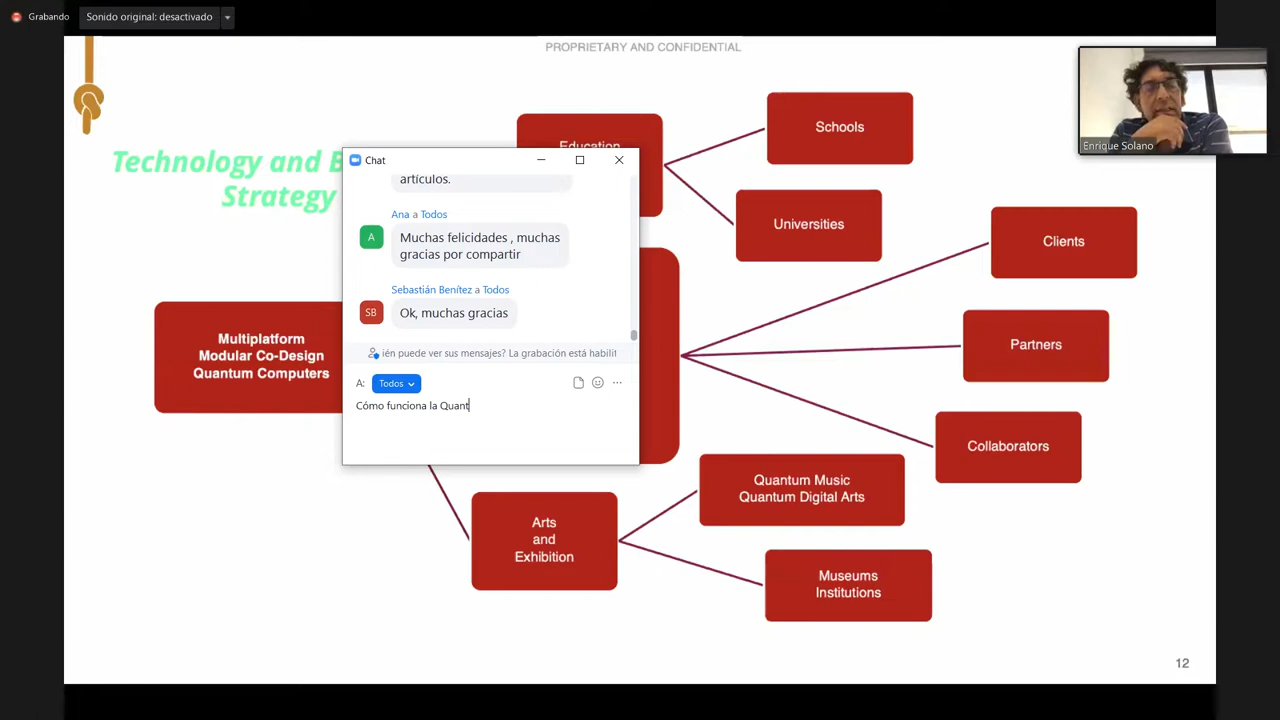 Grabando
Sonido original: desactivado
PROPRIETARY AND CONFIDENTIAL
Enrique Solano
Technology and B
Strategy
Education
Schools
Universities
Clients
Partners
Collaborators
Multiplatform
Modular Co-Design
Quantum Computers
Chat
artículos.
Ana a Todos
A
Muchas felicidades , muchas
gracias por compartir
Sebastián Benítez a Todos
SB
Ok, muchas gracias
ién puede ver sus mensajes? La grabación está habilit
A:
Todos
Cómo funciona la Quant
Arts
and
Exhibition
Quantum Music
Quantum Digital Arts
Museums
Institutions
12